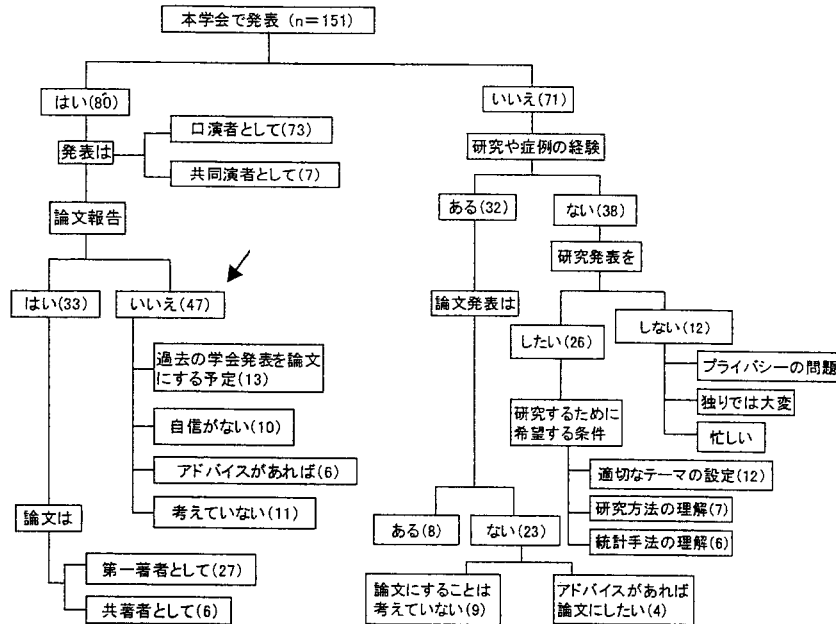 本学会で発表 (n=151)
はい(80)
いいえ(71)
発表は
口演者として(73)
共同演者として(7)
研究や症例の経験
論文報告
ある(32)
ない(38)
研究発表を
はい(33)
いいえ(47)
論文発表は
したい(26)
しない(12)
過去の学会発表を論文
にする予定(13)
プライバシーの問題
自信がない(10)
研究するために
希望する条件
独りでは大変
忙しい
アドバイスがあれば(6)
適切なテーマの設定(12)
論文は
考えていない(11)
ある(8)
ない(23)
研究方法の理解(7)
統計手法の理解(6)
第一著者として(27)
共著者として(6)
論文にすることは
考えていない(9)
アドバイスがあれば
論文にしたい(4)